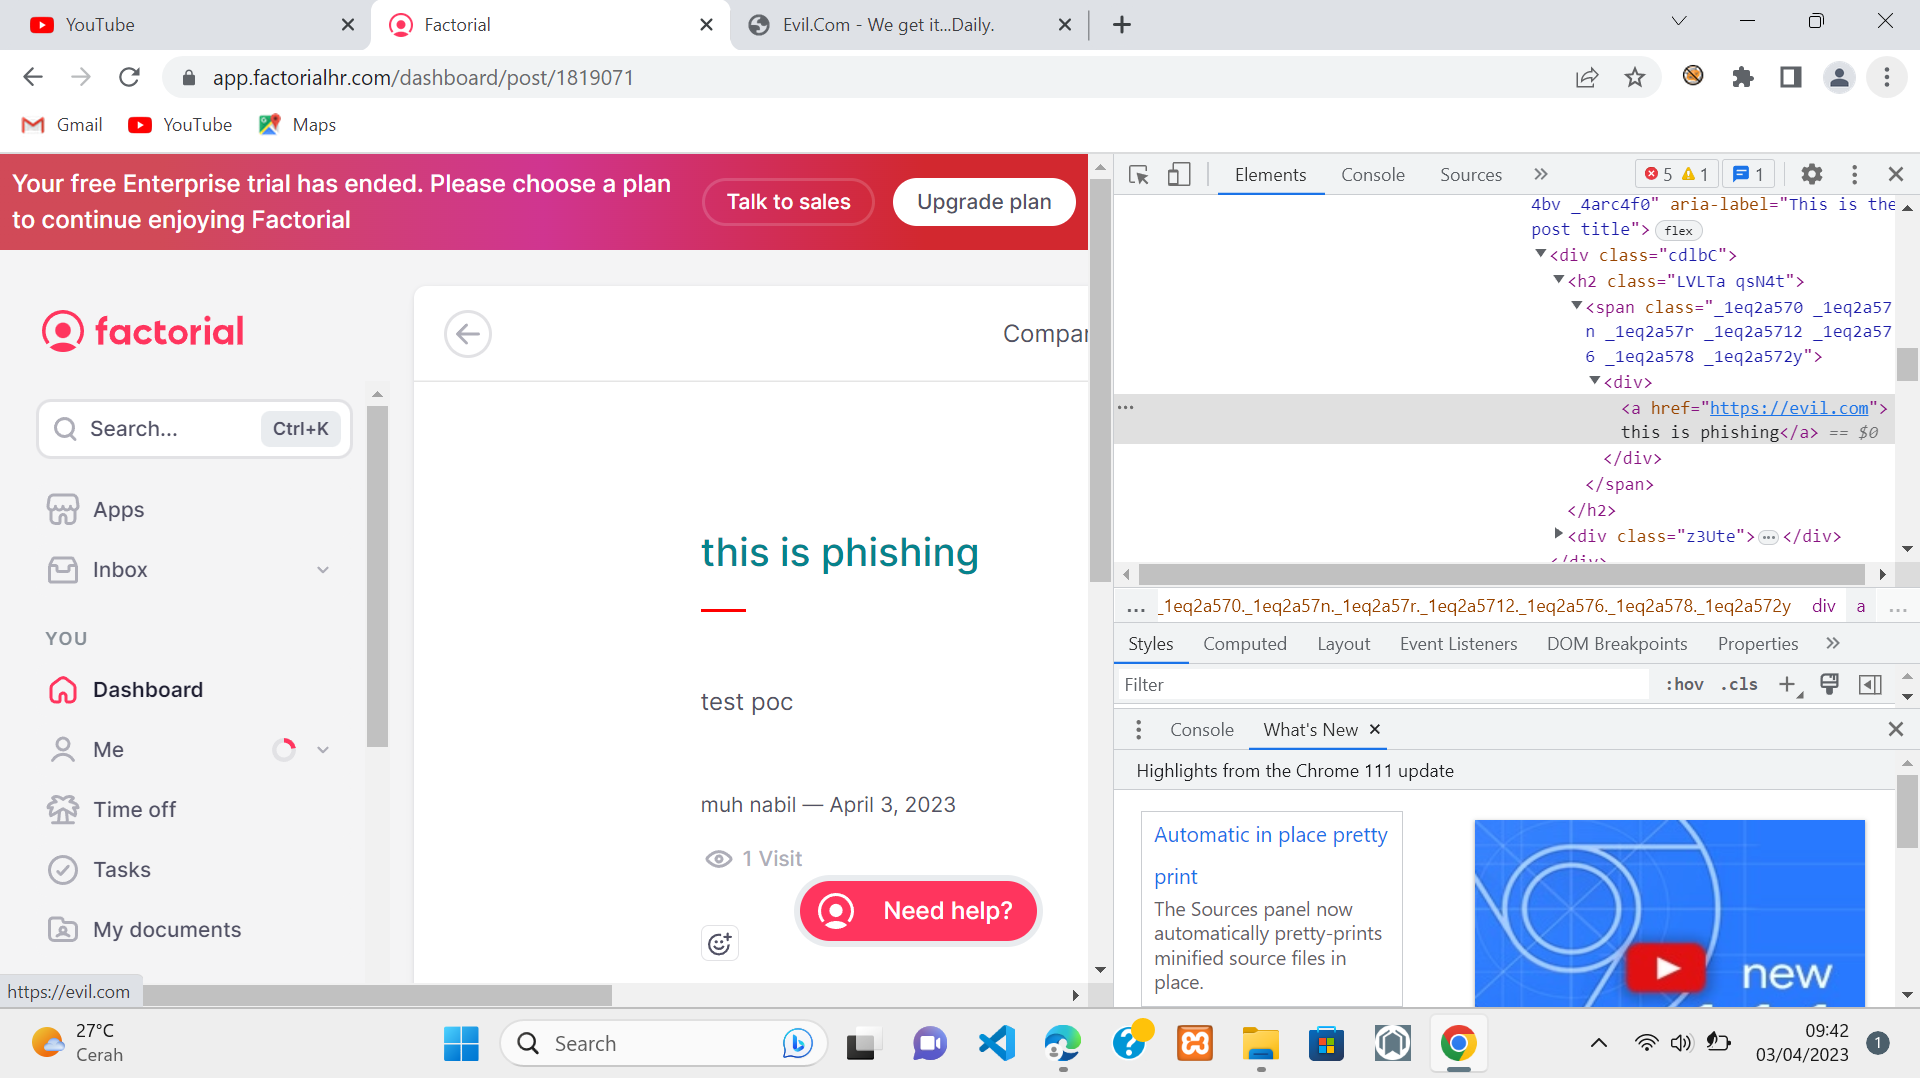 YouTube
Factorial
Evil.Com - We get it...Daily.
app.factorialhr.com/dashboard/post/1819071
Gmail
YouTube
Maps
Your free Enterprise trial has ended. Please choose a plan
to continue enjoying Factorial
Talk to sales
Upgrade plan
factorial
Search...
Ctrl+K
Apps
Inbox
YOU
Dashboard
Me
Time off
Tasks
My documents
https://evil.com
Compar
this is phishing
test poc
muh nabil — April 3, 2023
1 Visit
Need help?
Elements
Console
Sources
5
1
1
4bv _4arc4f0" aria-label="This is the
post title"> flex
<div class="cdlbC">
<h2 class="LVLTa qsN4t">
<span class="_1eq2a570 _1eq2a57
n _1eq2a57r _1eq2a5712 _1eq2a57
6 _1eq2a578 _1eq2a572y">
<div>
<a href="https://evil.com">
this is phishing</a> == $0
</div>
</span>
</h2>
<div class="z3Ute">…</div>
</div>
... _1eq2a570._1eq2a57n._1eq2a57r._1eq2a5712._1eq2a576._1eq2a578._1eq2a572y div a ...
Styles
Computed
Layout
Event Listeners
DOM Breakpoints
Properties
Filter
:hov
.cls
Console
What's New
Highlights from the Chrome 111 update
Automatic in place pretty
print
The Sources panel now
automatically pretty-prints
minified source files in
place.
new
27°C
Cerah
Search
09:42
03/04/2023
1